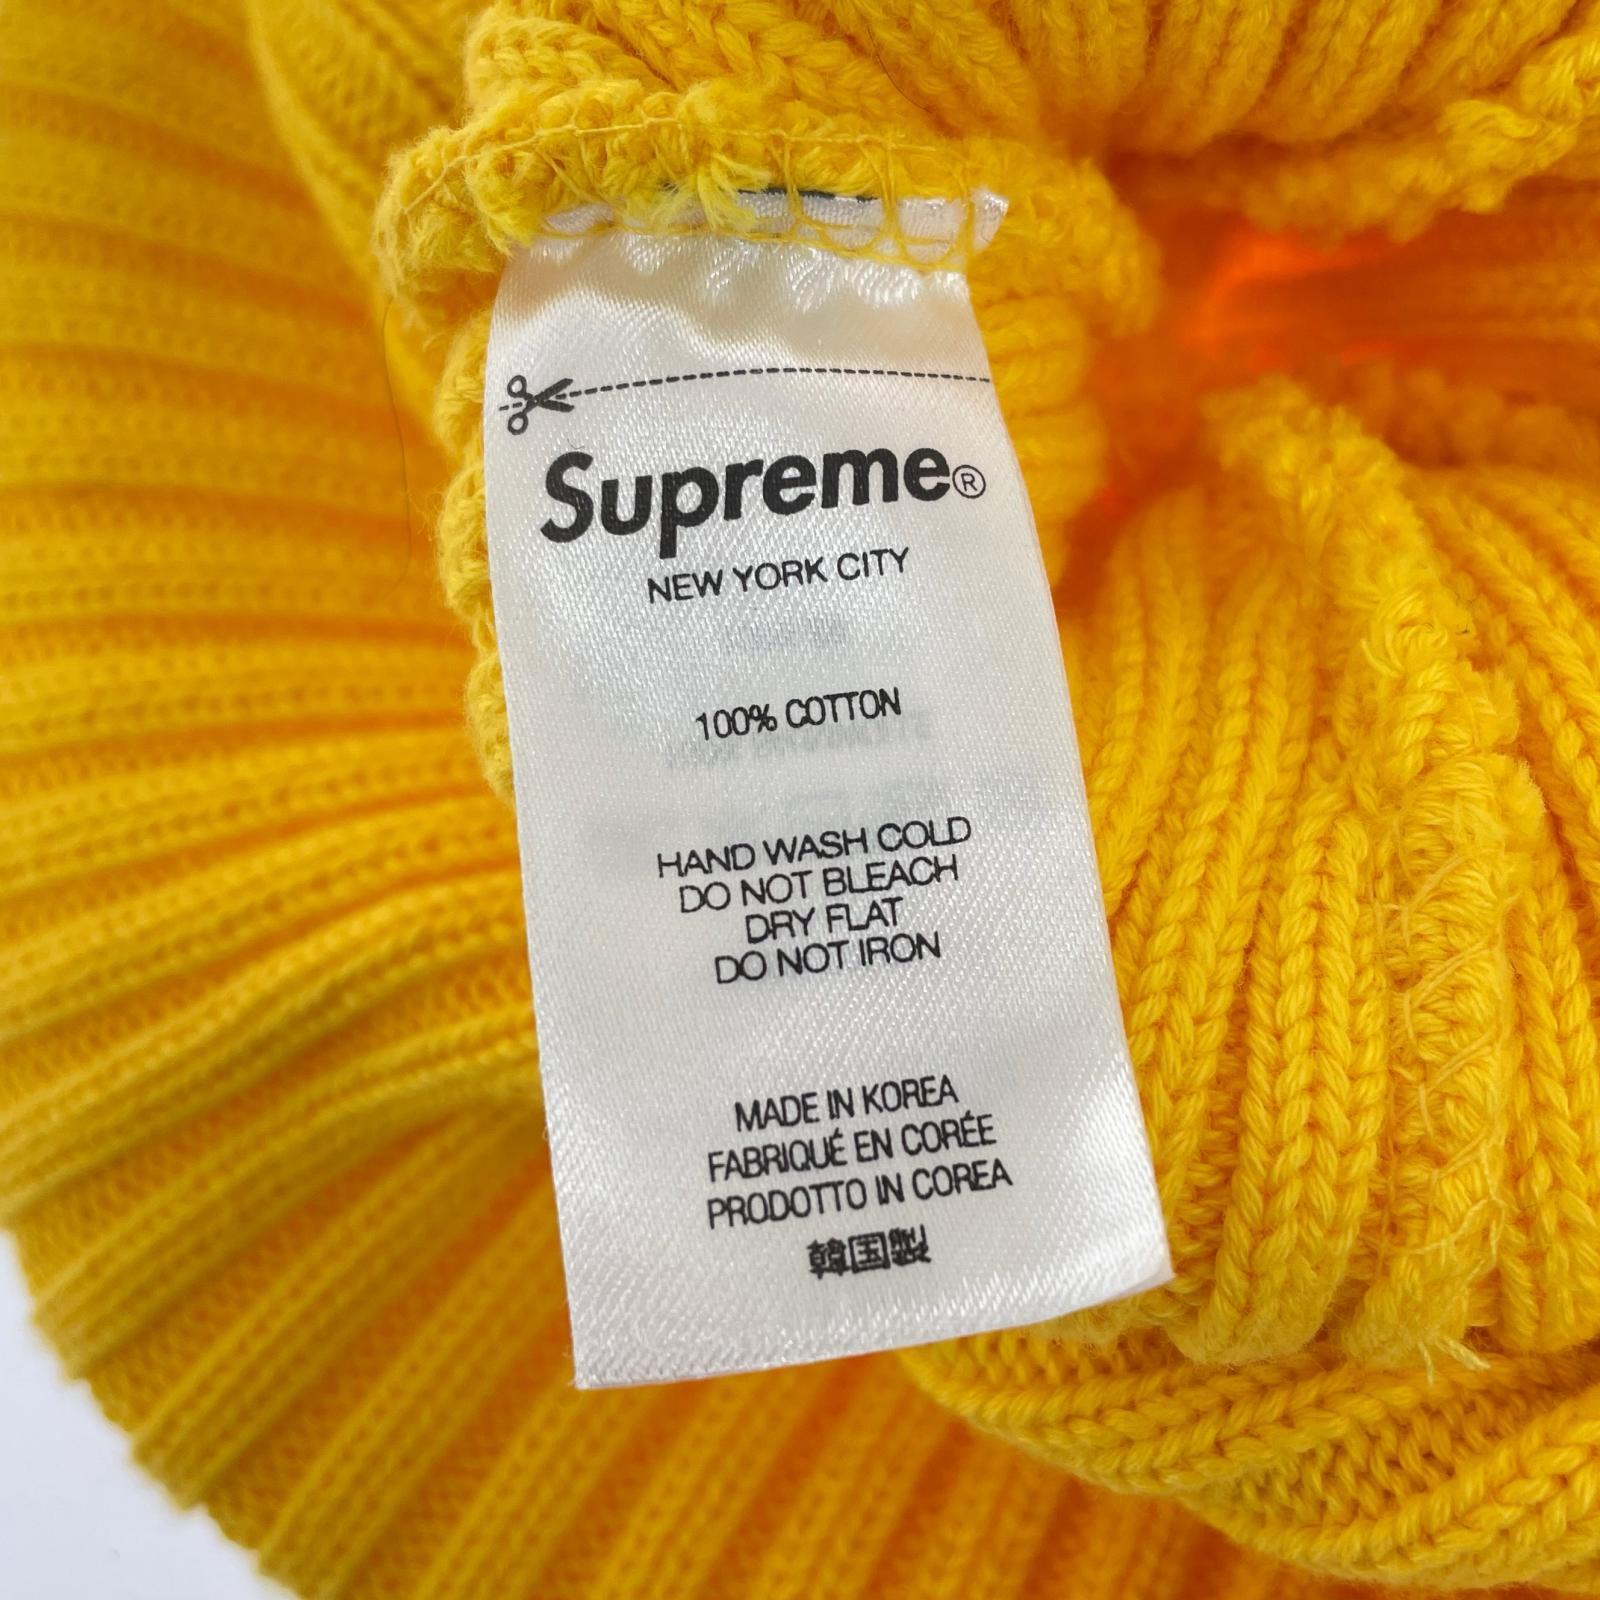 Supreme®
NEW YORK CITY
100% COTTON
HAND WASH COLD
DO NOT BLEACH
DRY FLAT
DO NOT IRON
MADE IN KOREA
FABRIQUÉ EN CORÉE
PRODOTTO IN COREA
韓国製